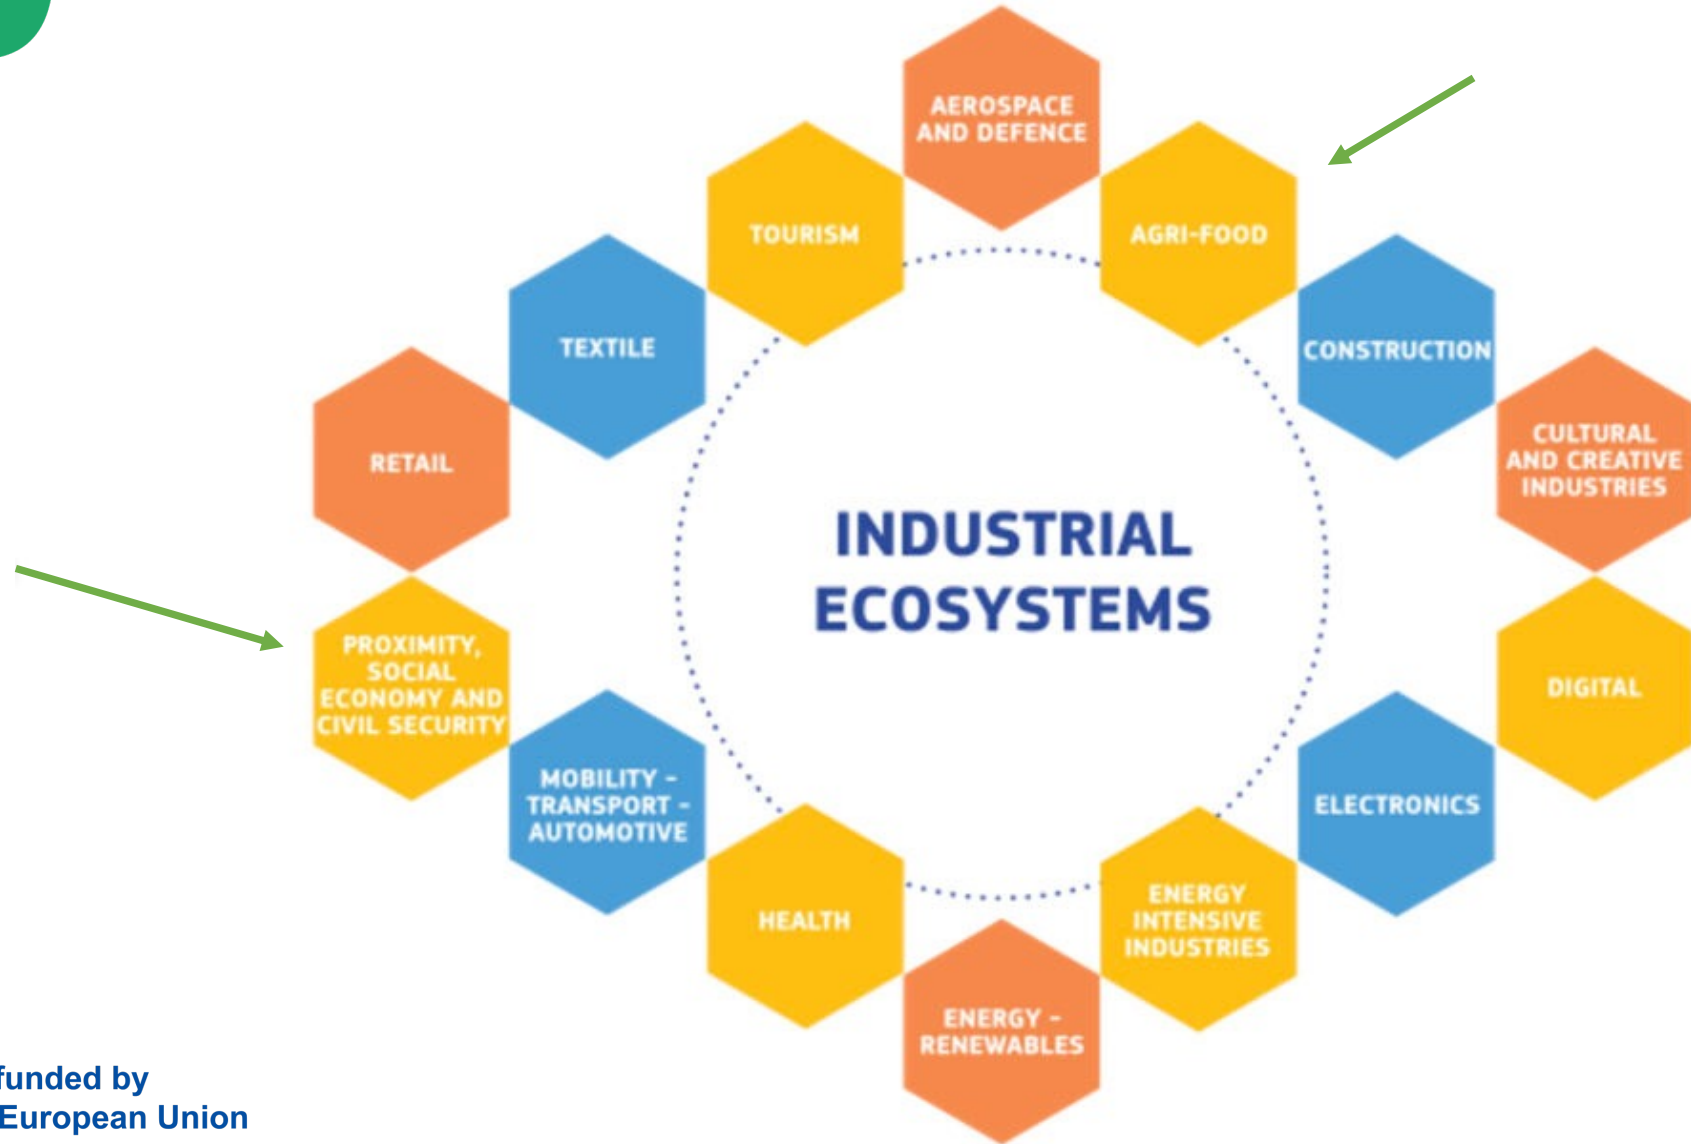 AEROSPACE
AND DEFENCE
TOURISM
AGRI-FOOD
TEXTILE
CONSTRUCTION
RETAIL
CULTURAL
AND CREATIVE
INDUSTRIES
INDUSTRIAL
ECOSYSTEMS
PROXIMITY,
SOCIAL
ECONOMY AND
CIVIL SECURITY
DIGITAL
MOBILITY -
TRANSPORT -
AUTOMOTIVE
ELECTRONICS
HEALTH
ENERGY
INTENSIVE
INDUSTRIES
ENERGY -
RENEWABLES
funded by
European Union